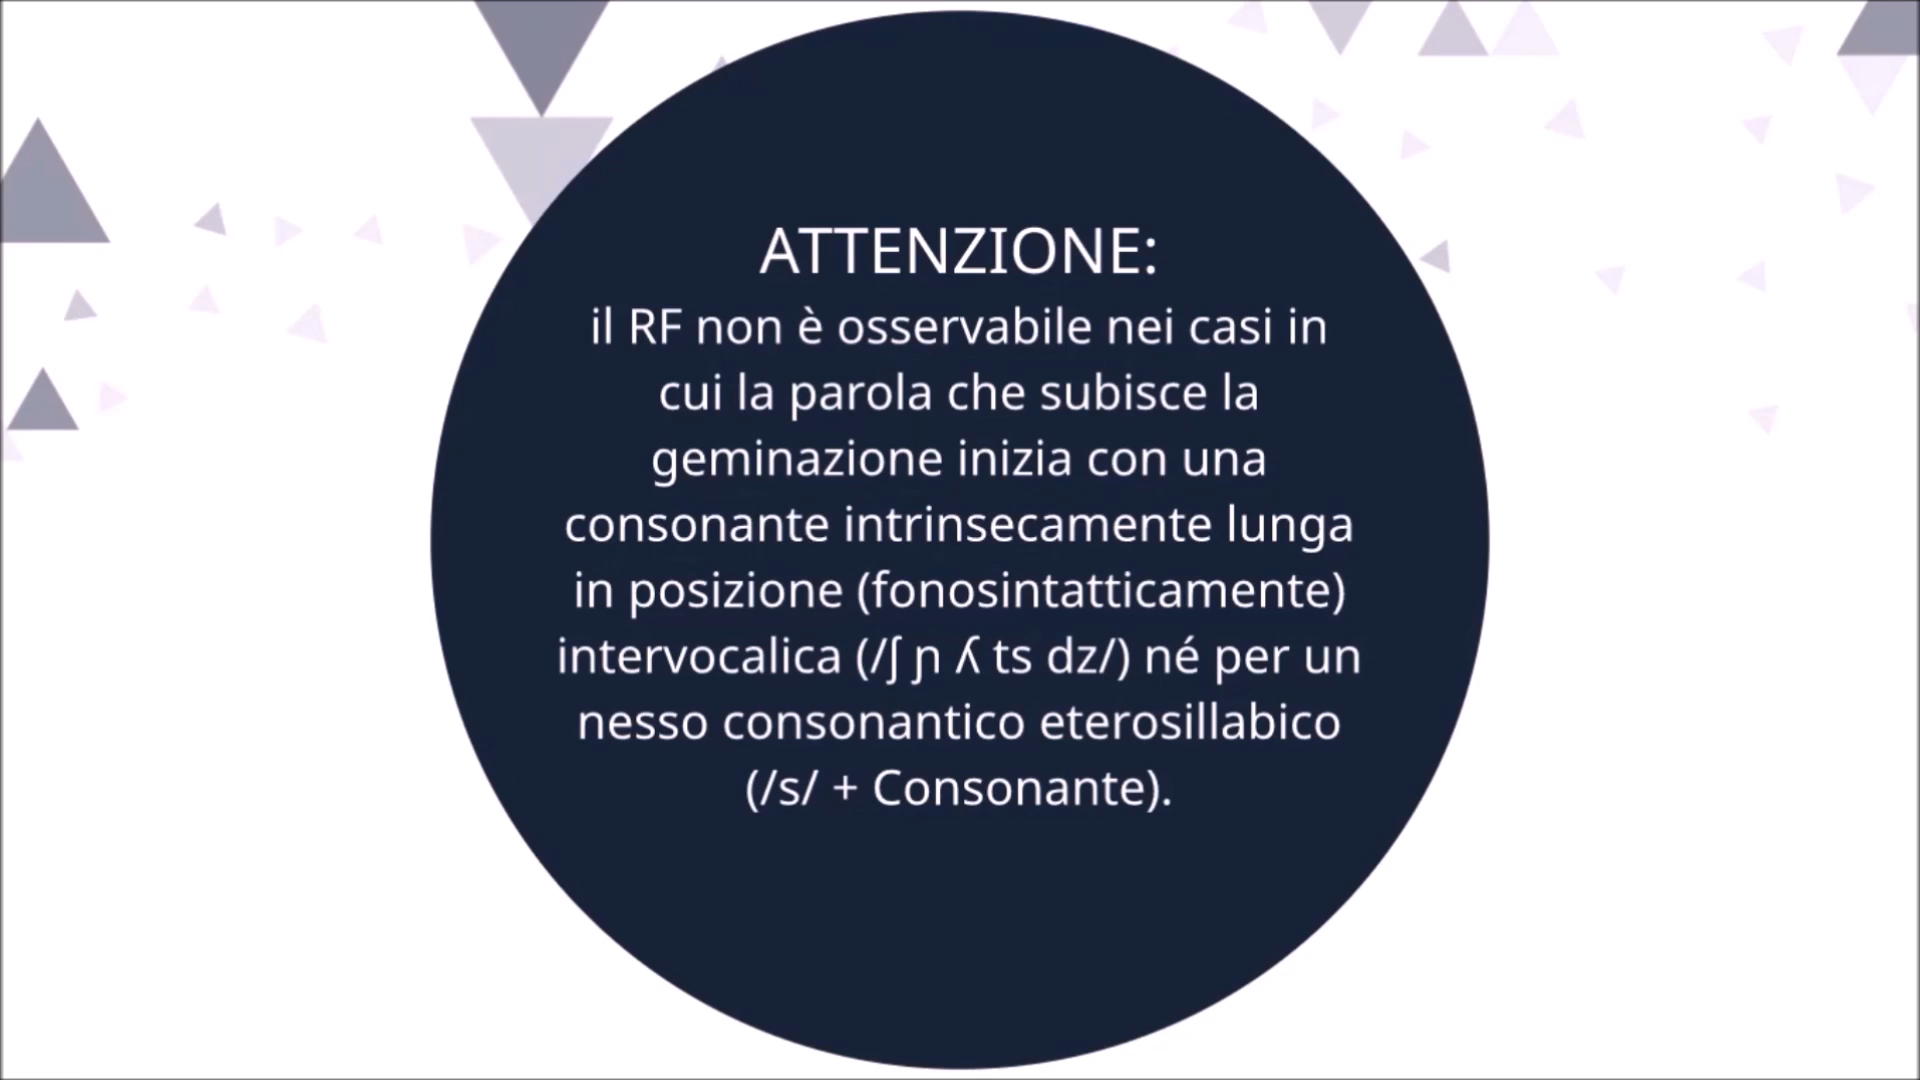 ATTENZIONE:
il RF non è osservabile nei casi in
cui la parola che subisce la
geminazione inizia con una
consonante intrinsecamente lunga
in posizione (fonosintatticamente)
intervocalica (/ʃ ɲ ʎ ts dz/) né per un
nesso consonantico eterosillabico
(/s/ + Consonante).